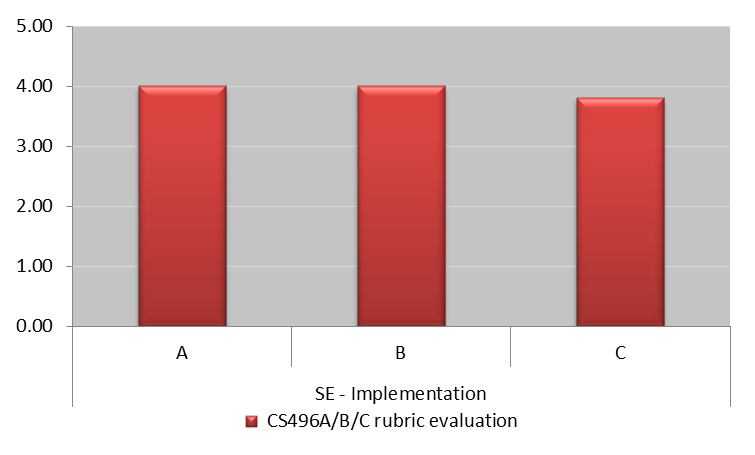 5.00
4.00
3.00
2.00
1.00
0.00
A B C
SE - Implementation
CS496A/B/C rubric evaluation